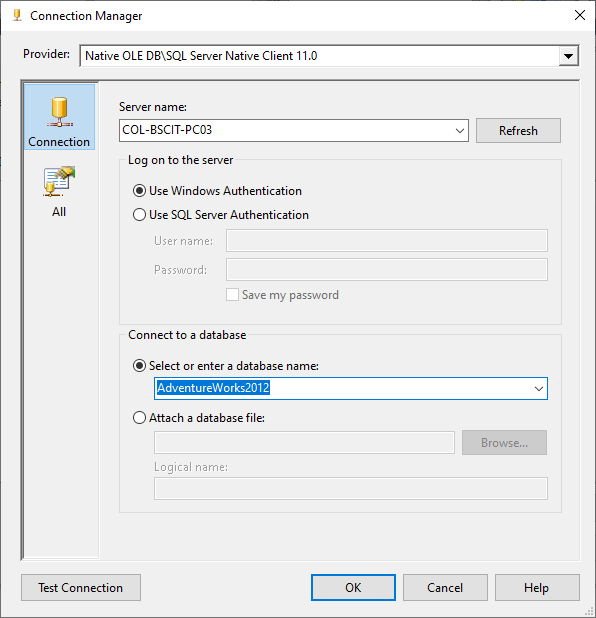 Connection Manager
Provider: Native OLE DB\SQL Server Native Client 11.0
Connection
All
Server name:
COL-BSCIT-PC03
Refresh
Log on to the server
Use Windows Authentication
Use SQL Server Authentication
User name:
Password:
Save my password
Connect to a database
Select or enter a database name:
AdventureWorks2012
Attach a database file:
Browse...
Logical name:
Test Connection OK Cancel Help